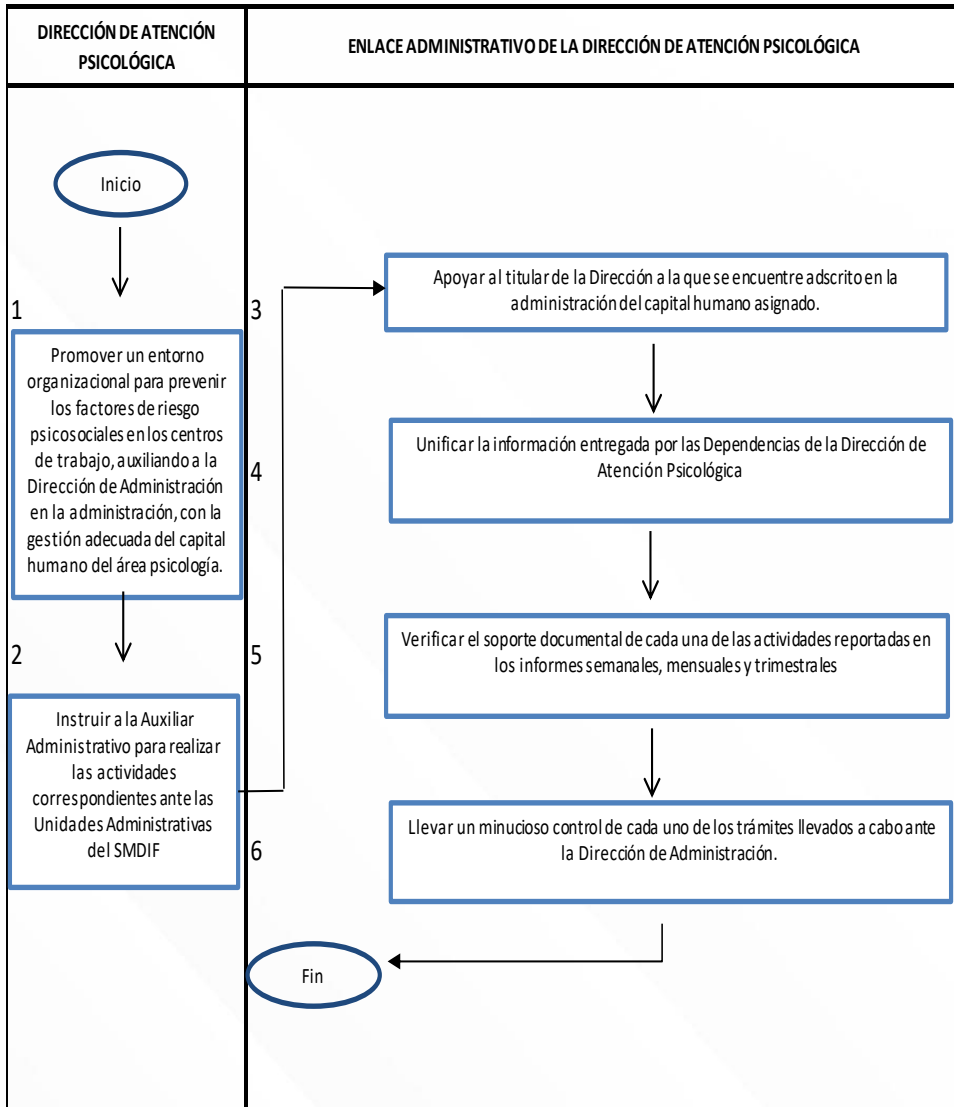 DIRECCIÓN DE ATENCIÓN
PSICOLÓGICA
ENLACE ADMINISTRATIVO DE LA DIRECCIÓN DE ATENCIÓN PSICOLÓGICA
Inicio
1
Promover un entorno
organizacional para prevenir
los factores de riesgo
psicosociales en los centros
de trabajo, auxiliando a la
Dirección de Administración
en la administración, con la
gestión adecuada del capital
humano del área psicología.
2
Instruir a la Auxiliar
Administrativo para realizar
las actividades
correspondientes ante las
Unidades Administrativas
del SMDIF
3
Apoyar al titular de la Dirección a la que se encuentre adscrito en la
administración del capital humano asignado.
4
Unificar la información entregada por las Dependencias de la Dirección de
Atención Psicológica
5
Verificar el soporte documental de cada una de las actividades reportadas en
los informes semanales, mensuales y trimestrales
6
Llevar un minucioso control de cada uno de los trámites llevados a cabo ante
la Dirección de Administración.
Fin